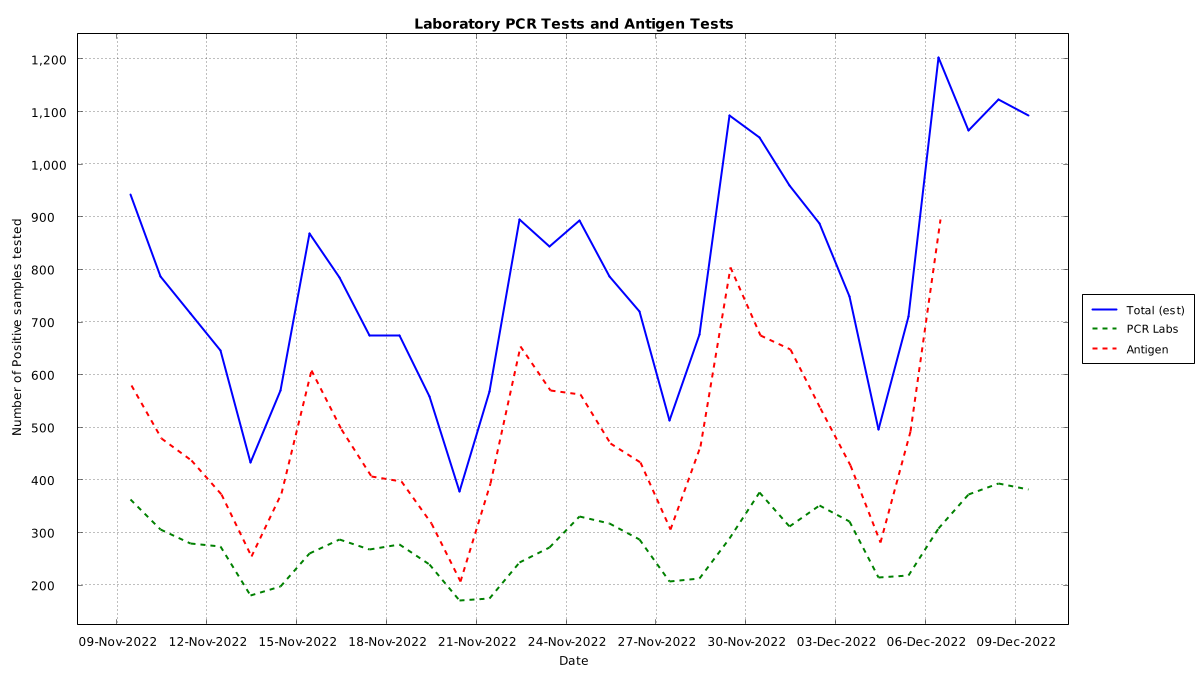 Laboratory PCR Tests and Antigen Tests
1,200
1,100
1,000
900
800
700
600
500
400
300
200
Number of Positive samples tested
09-Nov-2022 12-Nov-2022 15-Nov-2022 18-Nov-2022 21-Nov-2022 24-Nov-2022 27-Nov-2022 30-Nov-2022 03-Dec-2022 06-Dec-2022 09-Dec-2022
Date
Total (est)
PCR Labs
Antigen